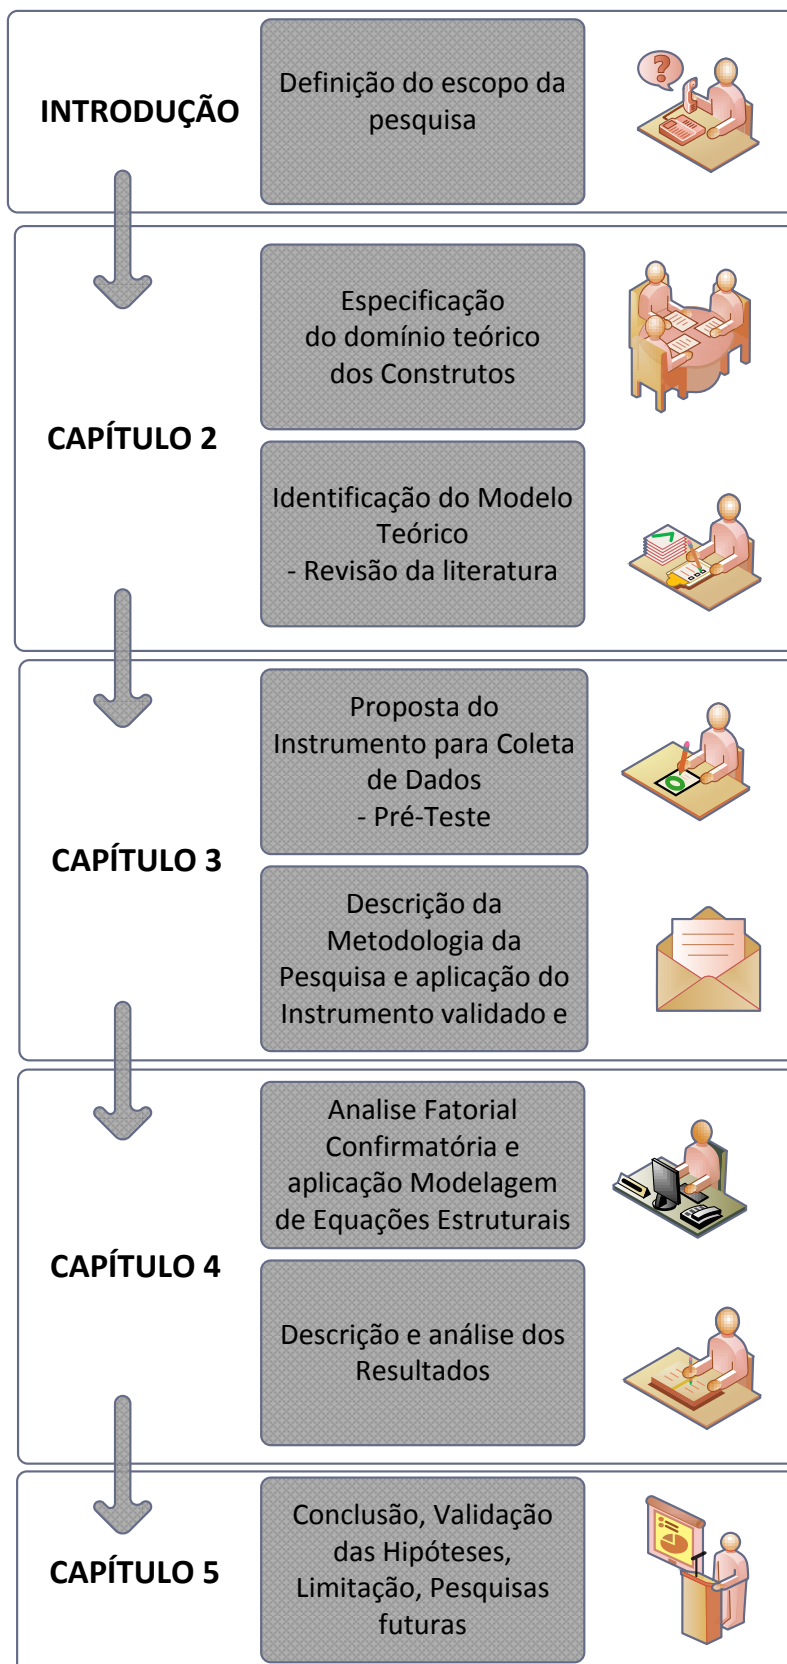 INTRODUÇÃO
Definição do escopo da
pesquisa
?
CAPÍTULO 2
Especificação
do domínio teórico
dos Construtos
Identificação do Modelo
Teórico
- Revisão da literatura
CAPÍTULO 3
Proposta do
Instrumento para Coleta
de Dados
- Pré-Teste
Descrição da
Metodologia da
Pesquisa e aplicação do
Instrumento validado e
CAPÍTULO 4
Analise Fatorial
Confirmatória e
aplicação Modelagem
de Equações Estruturais
Descrição e análise dos
Resultados
CAPÍTULO 5
Conclusão, Validação
das Hipóteses,
Limitação, Pesquisas
futuras